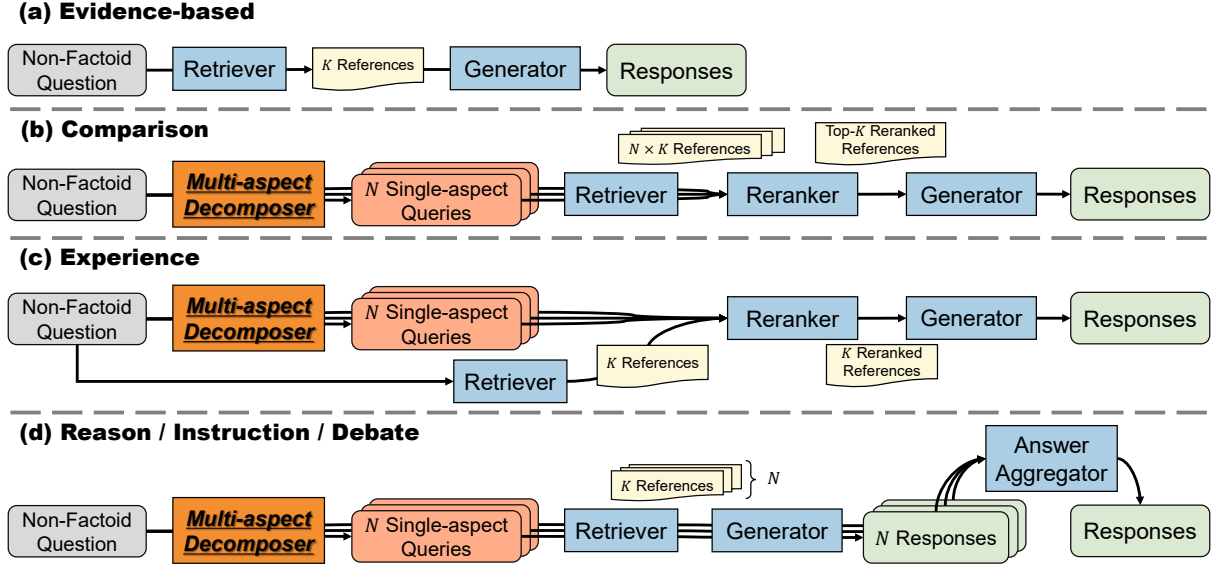 (a) Evidence-based
Non-Factoid
Question
Retriever
K References
Generator
Responses
(b) Comparison
Non-Factoid
Question
Multi-aspect
Decomposer
N Single-aspect
Queries
N × K References
Retriever
Reranker
Top-K Reranked
References
Generator
Responses
(c) Experience
Non-Factoid
Question
Multi-aspect
Decomposer
N Single-aspect
Queries
Retriever
K References
Reranker
K Reranked
References
Generator
Responses
(d) Reason / Instruction / Debate
Non-Factoid
Question
Multi-aspect
Decomposer
N Single-aspect
Queries
K References
N
Retriever
Generator
N Responses
Answer
Aggregator
Responses